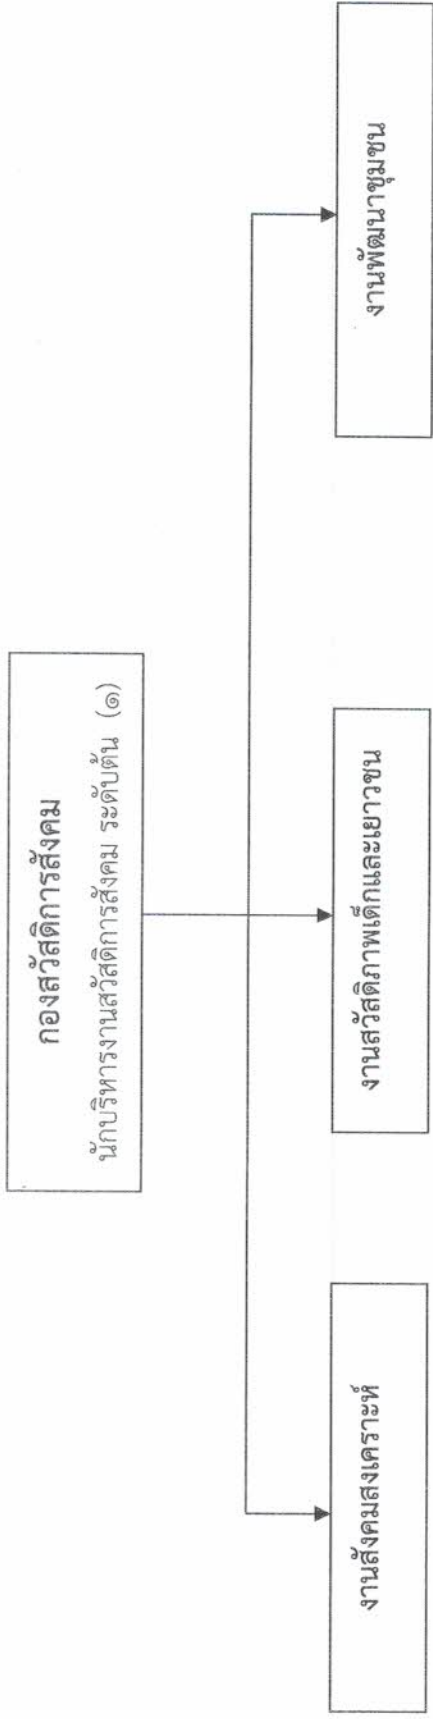 กองสวัสดิการสังคม
นักบริหารงานสวัสดิการสังคม ระดับต้น (๑)
งานสังคมสงเคราะห์
งานสวัสดิภาพเด็กและเยาวชน
งานพัฒนาชุมชน